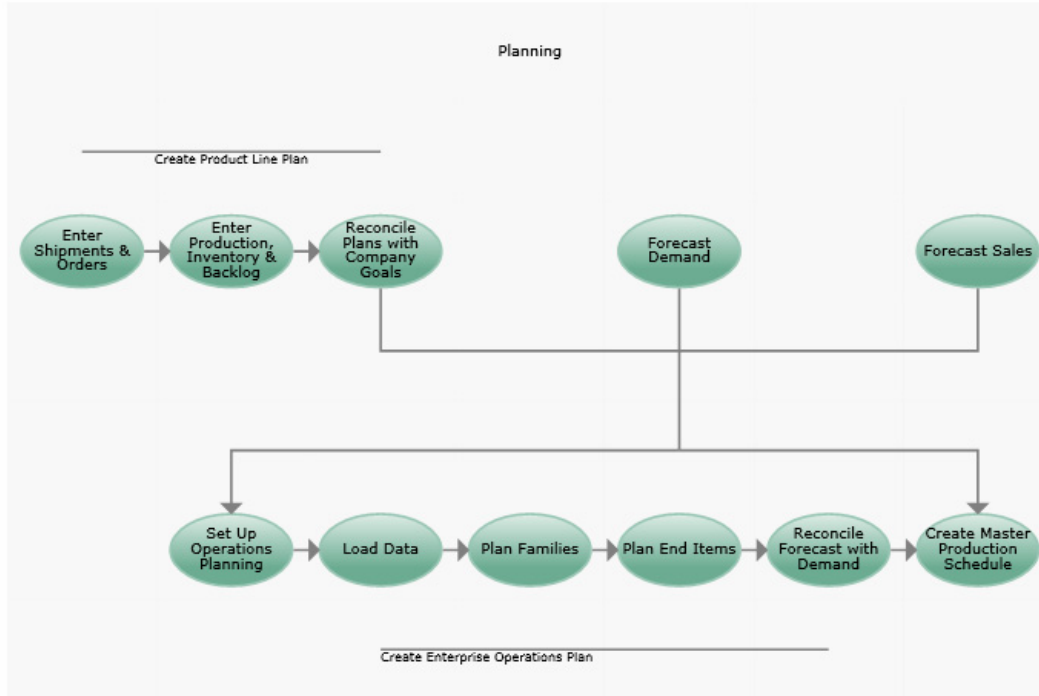 Planning
Create Product Line Plan
Enter
Shipments &
Orders
Enter
Production,
Inventory &
Backlog
Reconcile
Plans with
Company
Goals
Forecast
Demand
Forecast Sales
Set Up
Operations
Planning
Load Data
Plan Families
Plan End Items
Reconcile
Forecast with
Demand
Create Master
Production
Schedule
Create Enterprise Operations Plan